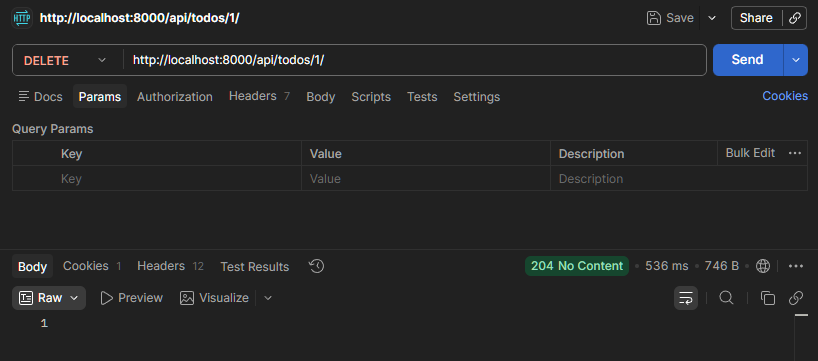 HTTP http://localhost:8000/api/todos/1/ Save Share
DELETE http://localhost:8000/api/todos/1/ Send
Docs Params Authorization Headers 7 Body Scripts Tests Settings Cookies
Query Params
Key Value Description Bulk Edit
Key Value Description
Body Cookies 1 Headers 12 Test Results 204 No Content • 536 ms • 746 B
Raw Preview Visualize
1